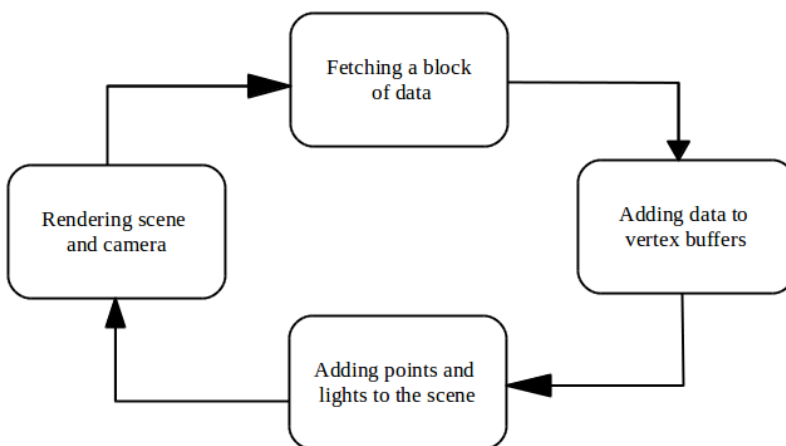 Fetching a block
of data
Adding data to
vertex buffers
Adding points and
lights to the scene
Rendering scene
and camera